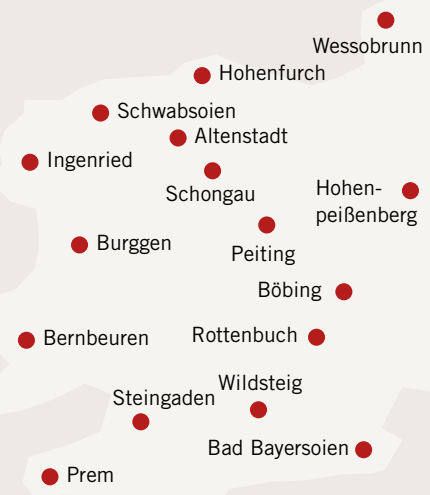 Wessobrunn
Hohenfurch
Schwabsoien
Altenstadt
Ingenried
Schongau
Hohen-
peißenberg
Burggen
Peiting
Böbing
Bernbeuren
Rottenbuch
Wildsteig
Steingaden
Bad Bayersoien
Prem